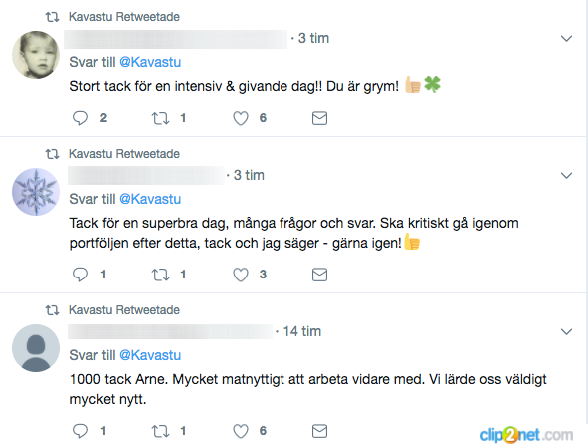 Kavastu Retweetade
· 3 tim
Svar till @Kavastu
Stort tack för en intensiv & givande dag!! Du är grym! 👍🍀
2 1 6
Kavastu Retweetade
· 3 tim
Svar till @Kavastu
Tack för en superbra dag, många frågor och svar. Ska kritiskt gå igenom
portföljen efter detta, tack och jag säger - gärna igen!👍
1 1 3
Kavastu Retweetade
· 14 tim
Svar till @Kavastu
1000 tack Arne. Mycket matnyttigt att arbeta vidare med. Vi lärde oss väldigt
mycket nytt.
1 1 6
clip2net.com